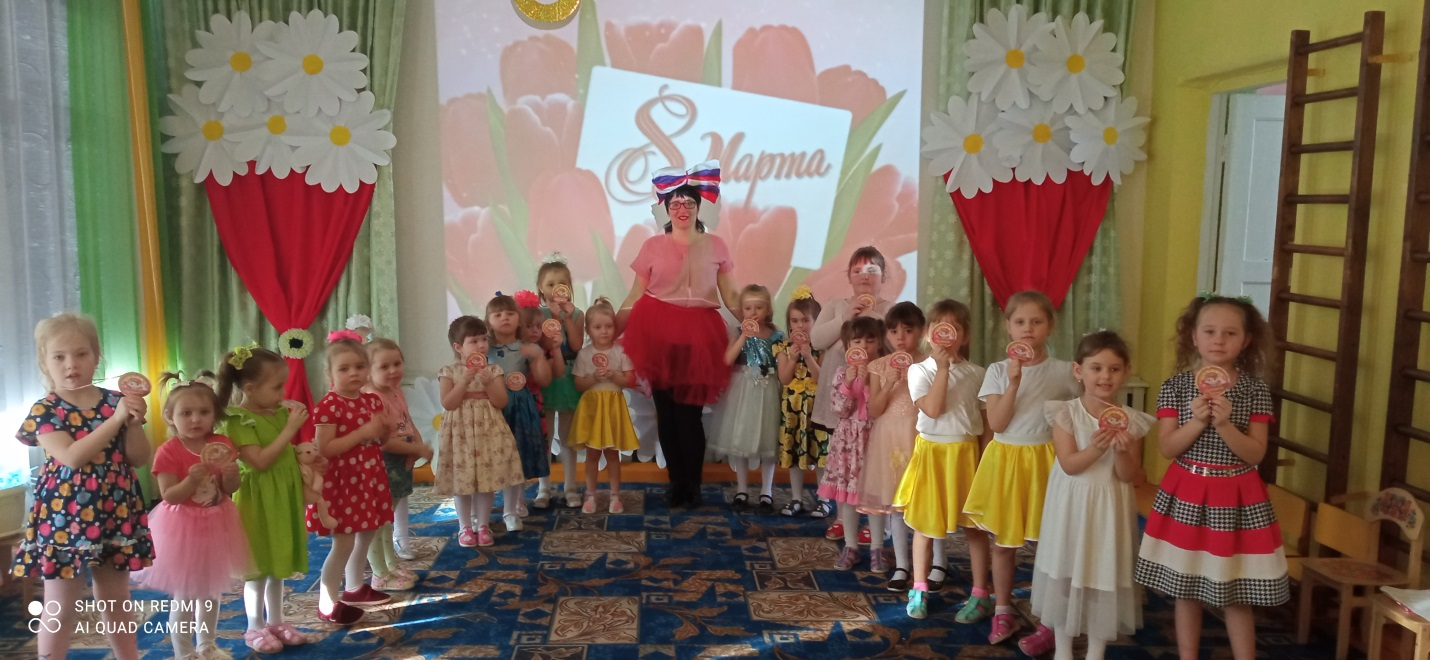 8 Марта
SHOT ON REDMI 9
AI QUAD CAMERA